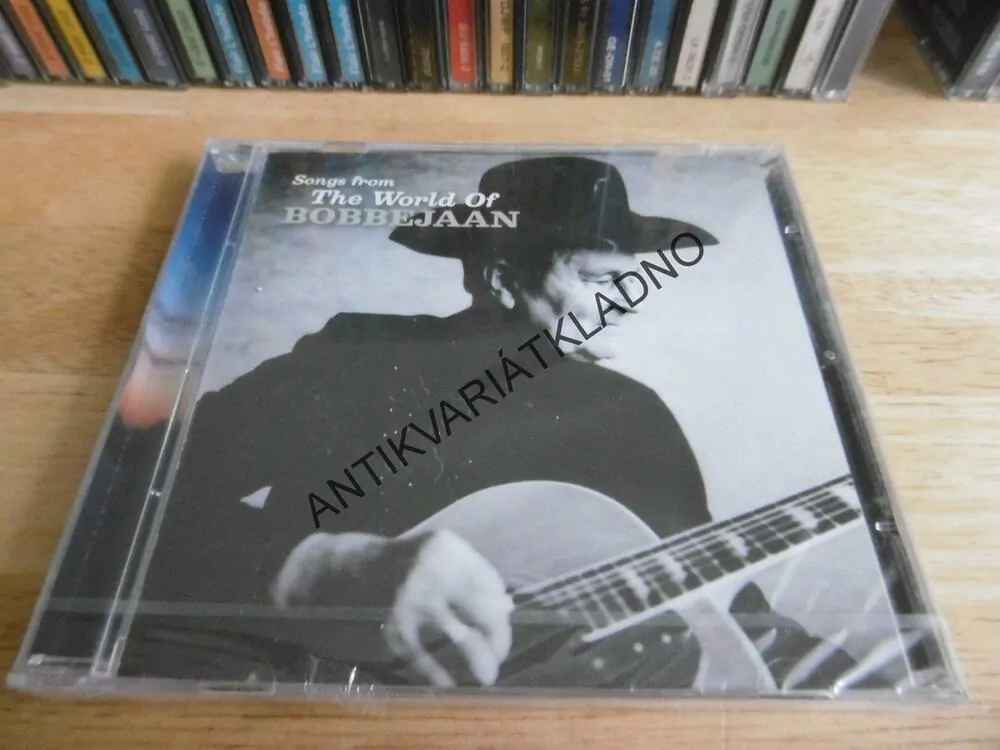 Songs from
The World Of
BOBBEJAAN
ANTIKVARIÁTKLADNO